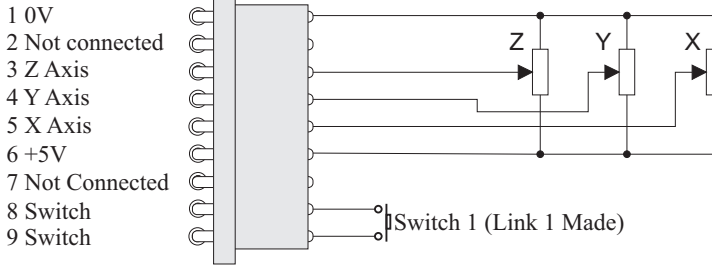 1 0V
2 Not connected
3 Z Axis
4 Y Axis
5 X Axis
6 +5V
7 Not Connected
8 Switch
9 Switch
Z Y X
Switch 1 (Link 1 Made)